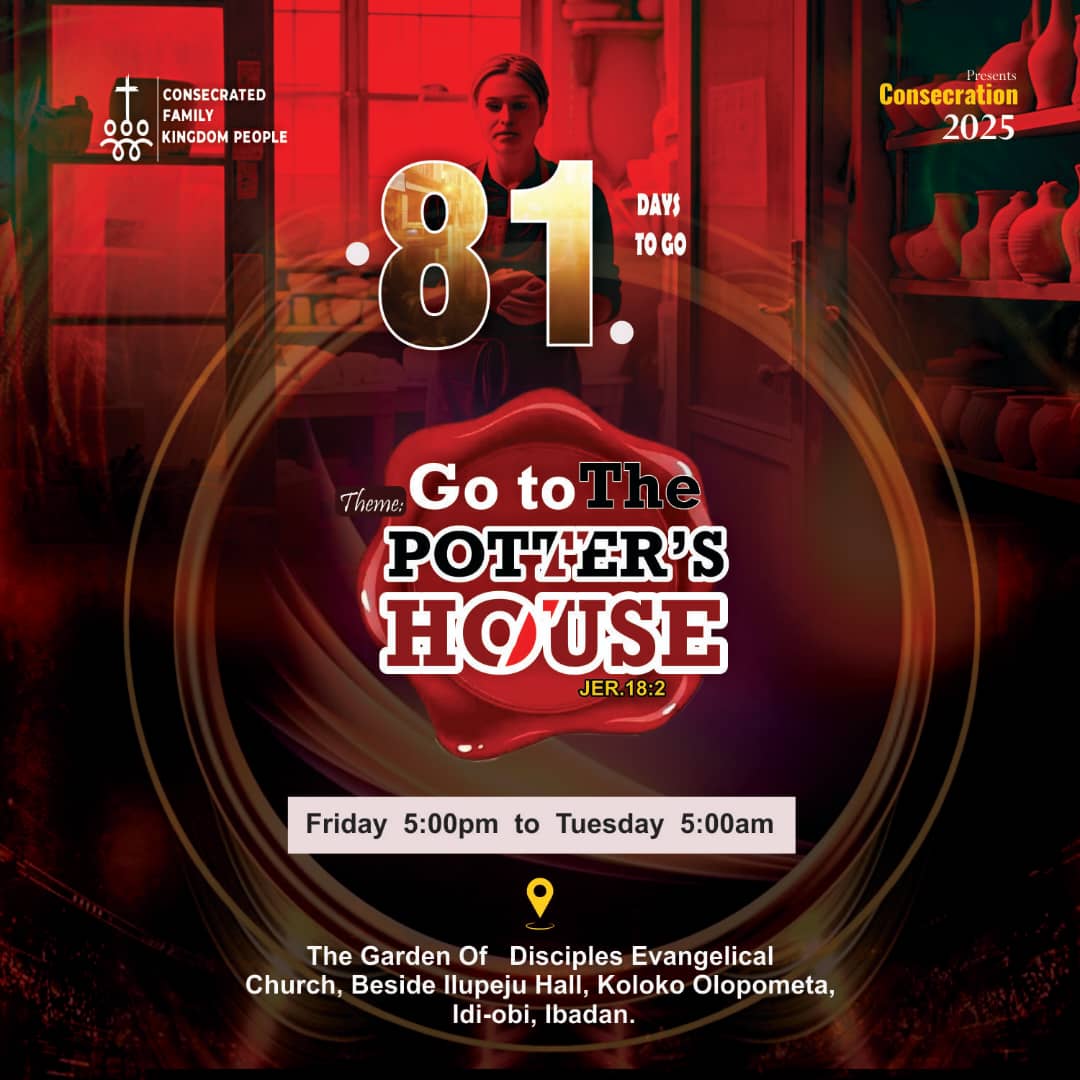 CONSECRATED
FAMILY
KINGDOM PEOPLE
Presents
Consecration
2025
81
DAYS
TO GO
Theme: Go to The
POTTER'S
HOUSE
JER.18:2
Friday 5:00pm to Tuesday 5:00am
The Garden Of Disciples Evangelical
Church, Beside Ilupeju Hall, Koloko Olopometa,
Idi-obi, Ibadan.